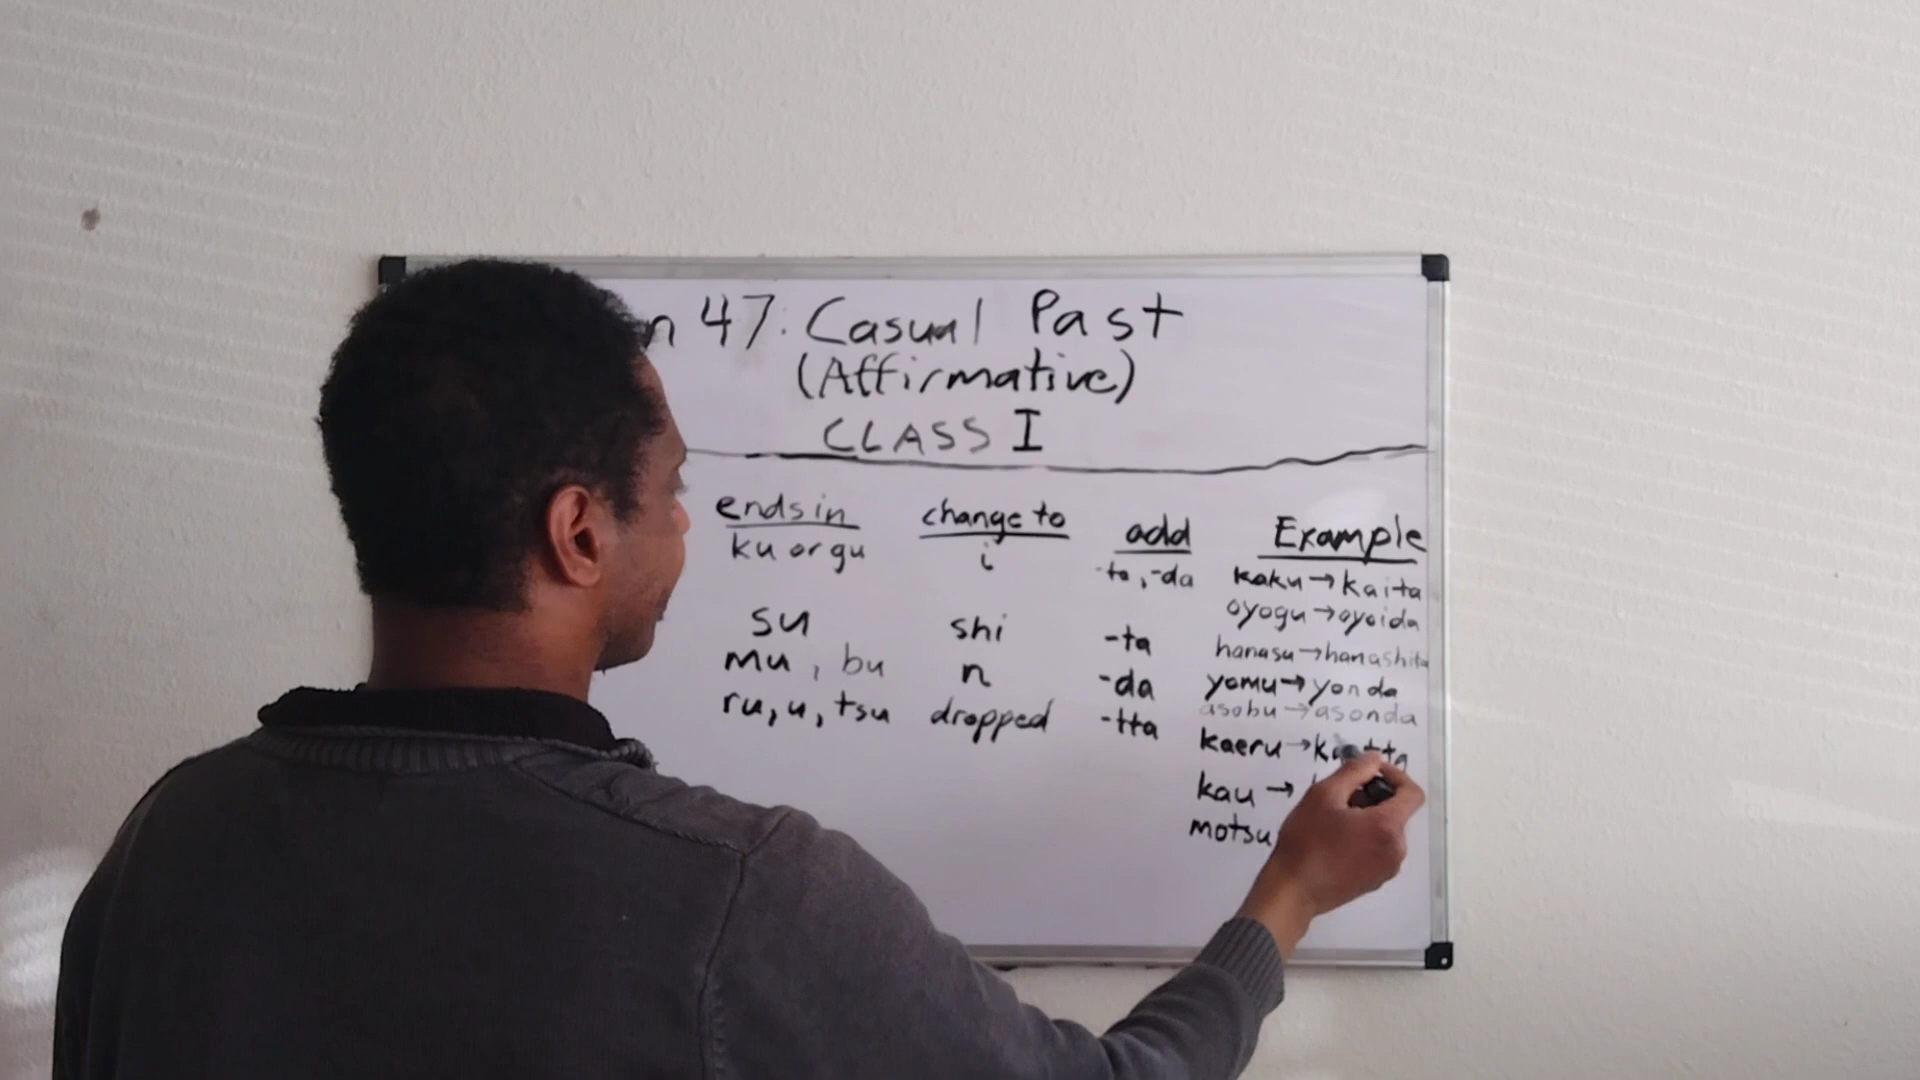 47: Casual Past
(Affirmative)
CLASS I
ends in change to add Example
ku or gu i -ta, -da kaku → kaita
oyogu → oyoida
su shi -ta hanasu → hanashita
mu, bu n -da yomu → yonda
asobu → asonda
ru, u, tsu dropped -tta kaeru →
kau →
motsu